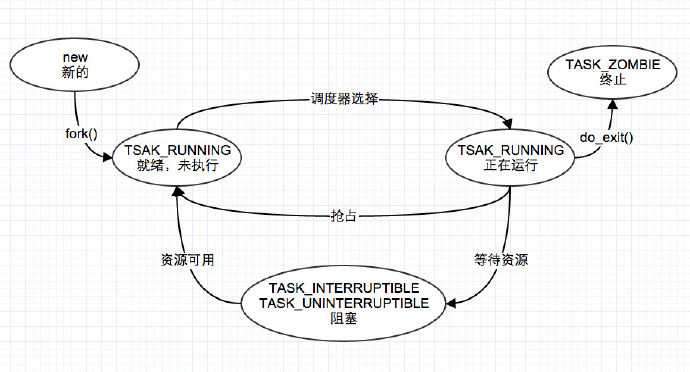 new
新的
TASK_ZOMBIE
终止
调度器选择
fork()
do_exit()
TSAK_RUNNING
就绪，未执行
TSAK_RUNNING
正在运行
抢占
资源可用
等待资源
TASK_INTERRUPTIBLE
TASK_UNINTERRUPTIBLE
阻塞